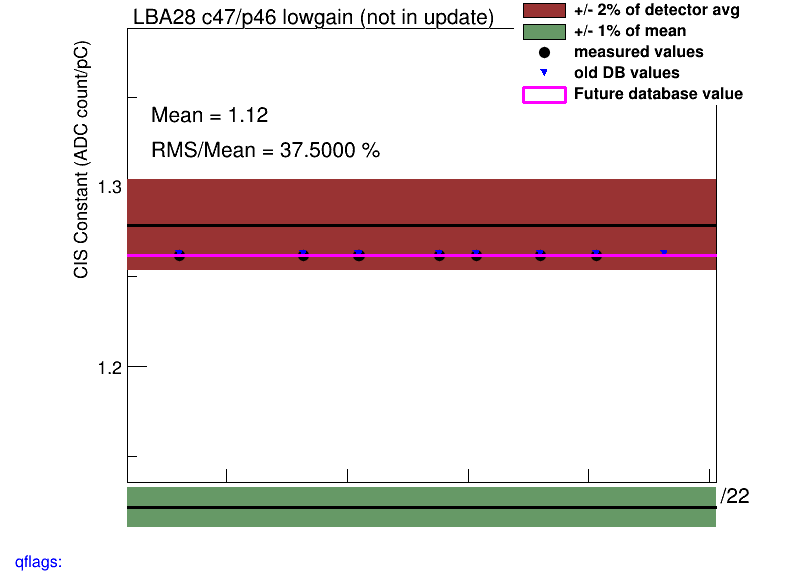 LBA28 c47/p46 lowgain (not in update)
+/- 2% of detector avg
+/- 1% of mean
measured values
old DB values
Future database value
Mean = 1.12
RMS/Mean = 37.5000 %
CIS Constant (ADC count/pC)
1.3
1.2
/22
qflags: